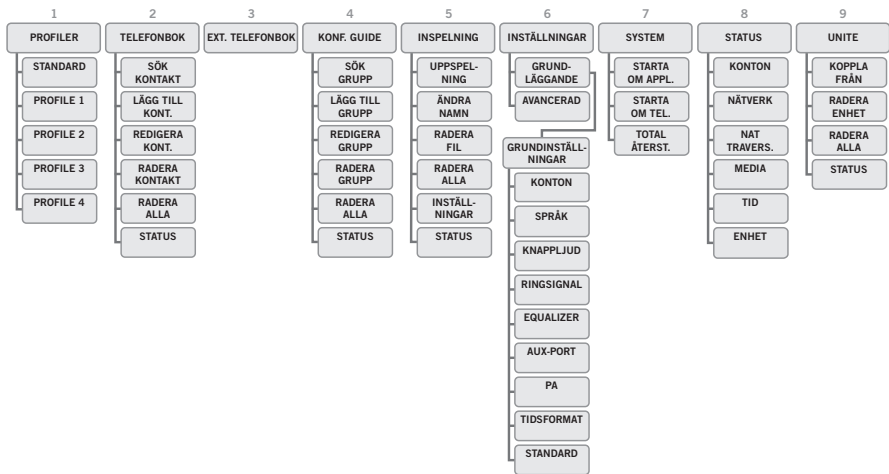 1
PROFILER
STANDARD
PROFILE 1
PROFILE 2
PROFILE 3
PROFILE 4
2
TELEFONBOK
SÖK
KONTAKT
LÄGG TILL
KONT.
REDIGERA
KONT.
RADERA
KONTAKT
RADERA
ALLA
STATUS
3
EXT. TELEFONBOK
4
KONF. GUIDE
SÖK
GRUPP
LÄGG TILL
GRUPP
REDIGERA
GRUPP
RADERA
GRUPP
RADERA
ALLA
STATUS
5
INSPELNING
UPPSPEL-
NING
ÄNDRA
NAMN
RADERA
FIL
RADERA
ALLA
INSTÄLL-
NINGAR
STATUS
6
INSTÄLLNINGAR
GRUND-
LÄGGANDE
AVANCERAD
GRUNDINSTÄLL-
NINGAR
KONTON
SPRÅK
KNAPPLJUD
RINGSIGNAL
EQUALIZER
AUX-PORT
PA
TIDSFORMAT
STANDARD
7
SYSTEM
STARTA
OM APPL.
STARTA
OM TEL.
TOTAL
ÅTERST.
8
STATUS
KONTON
NÄTVERK
NAT
TRAVERS.
MEDIA
TID
ENHET
9
UNITE
KOPPLA
FRÅN
RADERA
ENHET
RADERA
ALLA
STATUS